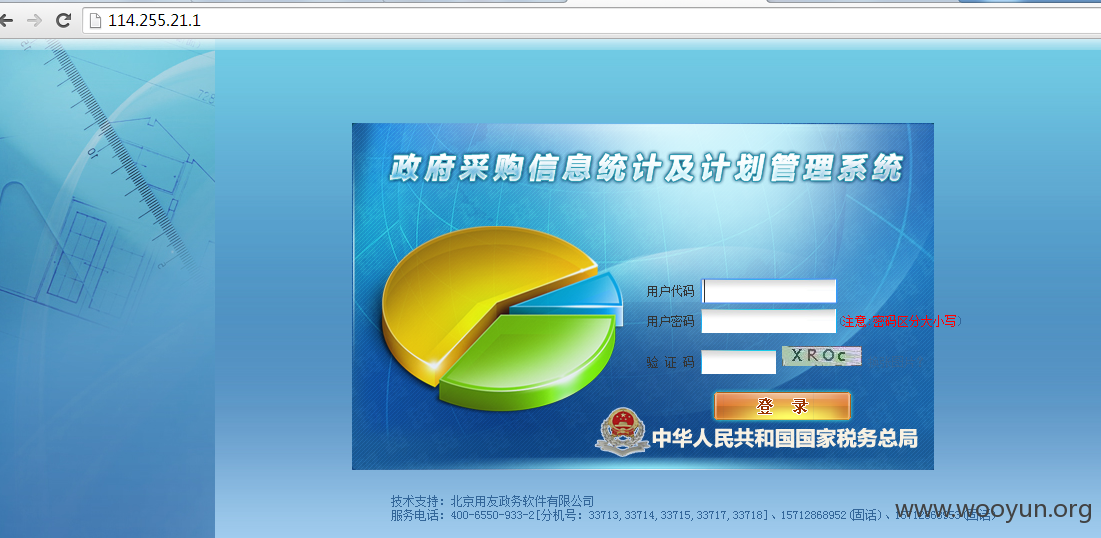 114.255.21.1
政府采购信息统计及计划管理系统
用户代码
用户密码 (注意:密码区分大小写)
验 证 码 XROc
登 录
中华人民共和国国家税务总局
技术支持：北京用友政务软件有限公司
服务电话：400-6550-933-2[分机号：33713,33714,33715,33717,33718]、15712868952(固话)、15712868953(固话)
www.wooyun.org